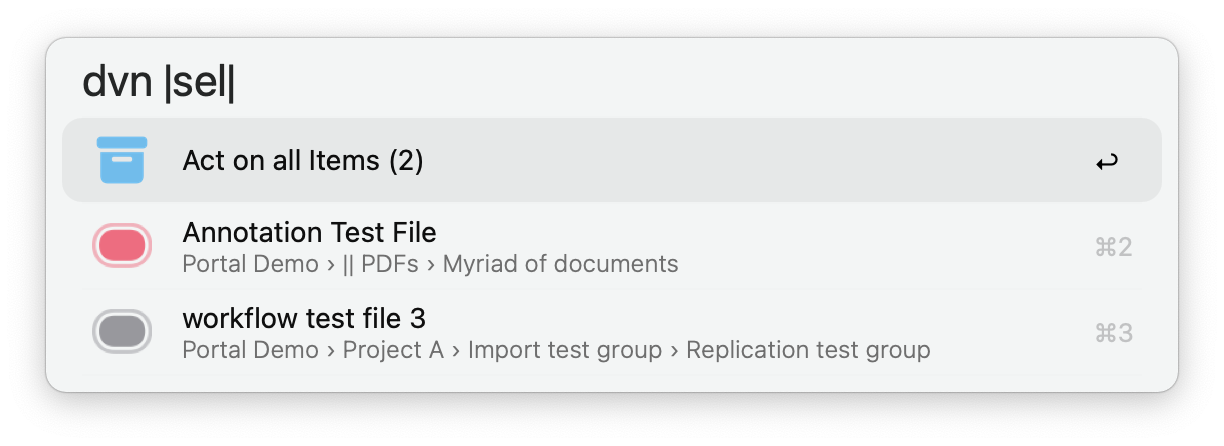 dvn |sel|
Act on all Items (2) ↩
Annotation Test File
Portal Demo › || PDFs › Myriad of documents
⌘2
workflow test file 3
Portal Demo › Project A › Import test group › Replication test group
⌘3